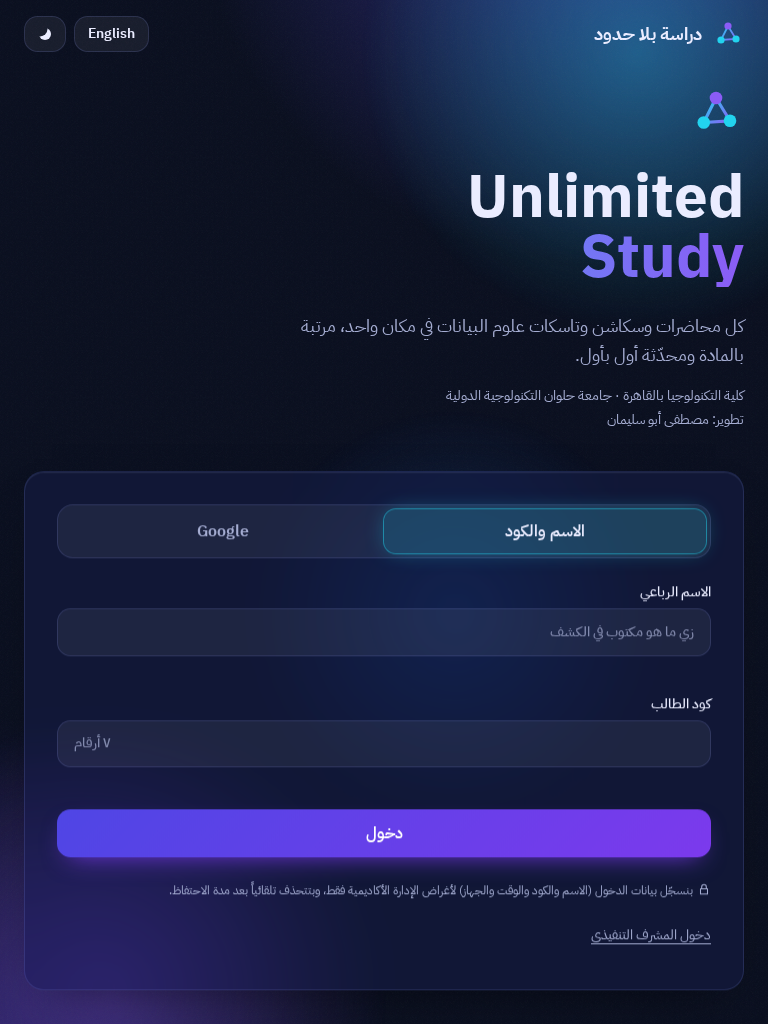 دراسة بلا حدود
English
Unlimited
Study
كل محاضرات وسكاشن وتاسكات علوم البيانات في مكان واحد، مرتبة
بالمادة ومحدّثة أول بأول.
كلية التكنولوجيا بالقاهرة · جامعة حلوان التكنولوجية الدولية
تطوير: مصطفى أبو سليمان
الاسم والكود
Google
الاسم الرباعي
زي ما هو مكتوب في الكشف
كود الطالب
٧ أرقام
دخول
بنسجّل بيانات الدخول (الاسم والكود والوقت والجهاز) لأغراض الإدارة الأكاديمية فقط، وبتتحذف تلقائياً بعد مدة الاحتفاظ.
دخول المشرف التنفيذي